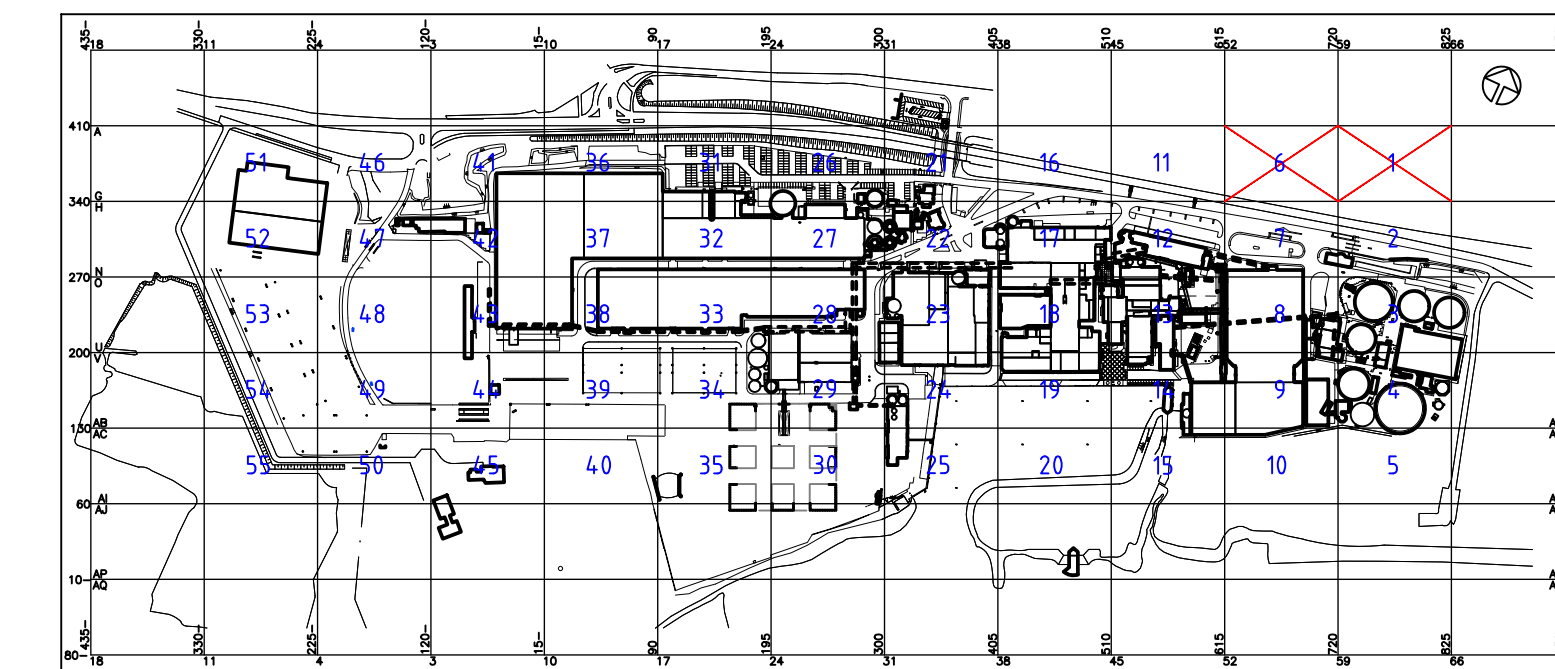 435- 330- 225- 120- 15- 90 195 300 405 510 615 720 825
18 11 4 3 10 17 24 31 38 45 52 59 66
410 A
51 46 41 36 31 26 21 16 11 6 1
340 G
H
52 47 42 37 32 27 22 17 12 7 2
270 N
O
53 48 43 38 33 28 23 18 13 8 3
200 U
V
54 49 44 39 34 29 24 19 14 9 4
130 AB
AC
55 50 45 40 35 30 25 20 15 10 5
60 AI
AJ
10- AP
AQ
80-
435- 330- 225- 120- 15- 90 195 300 405 510 615 720 825
18 11 4 3 10 17 24 31 38 45 52 59 66